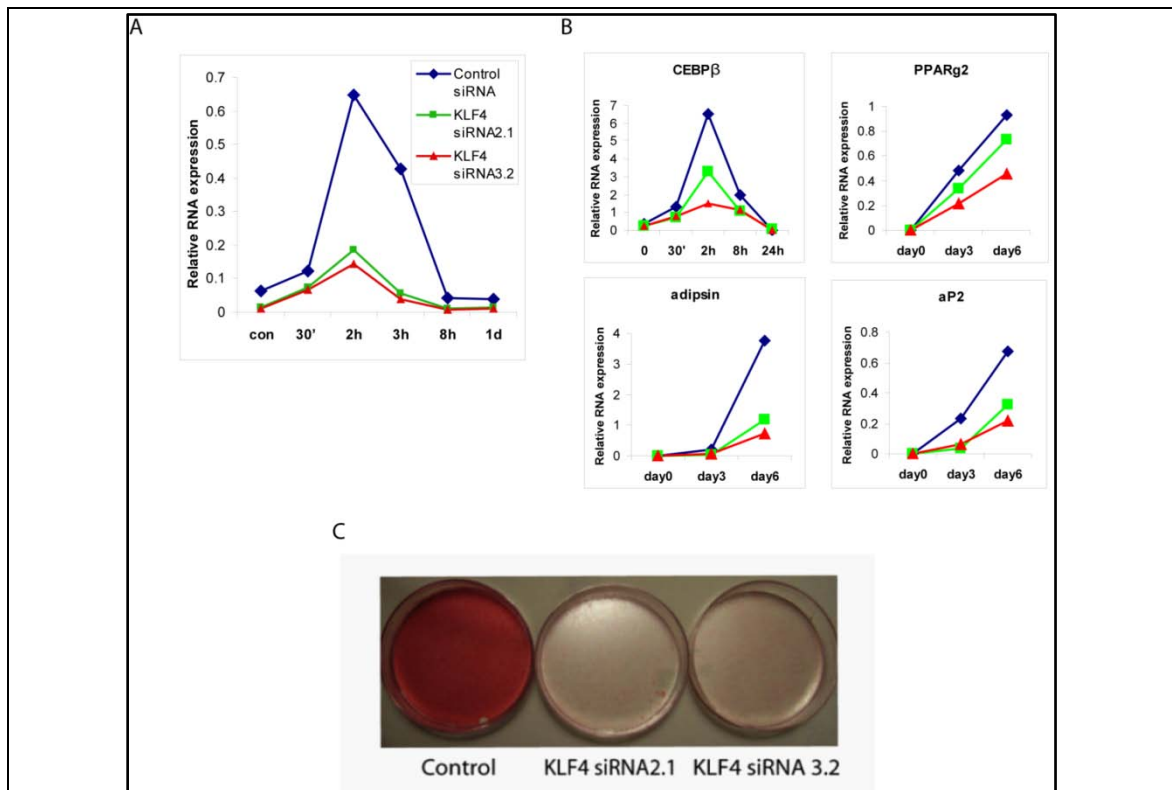 A
Relative RNA expression
0.7
0.6
0.5
0.4
0.3
0.2
0.1
0
con 30' 2h 3h 8h 1d
Control
siRNA
KLF4
siRNA2.1
KLF4
siRNA3.2
B
CEBPβ
Relative RNA expression
7
6
5
4
3
2
1
0
0 30' 2h 8h 24h
PPARg2
Relative RNA expression
1
0.8
0.6
0.4
0.2
0
day0 day3 day6
adipsin
Relative RNA expression
4
3
2
1
0
day0 day3 day6
aP2
Relative RNA expression
0.8
0.6
0.4
0.2
0
day0 day3 day6
C
Control KLF4 siRNA2.1 KLF4 siRNA 3.2